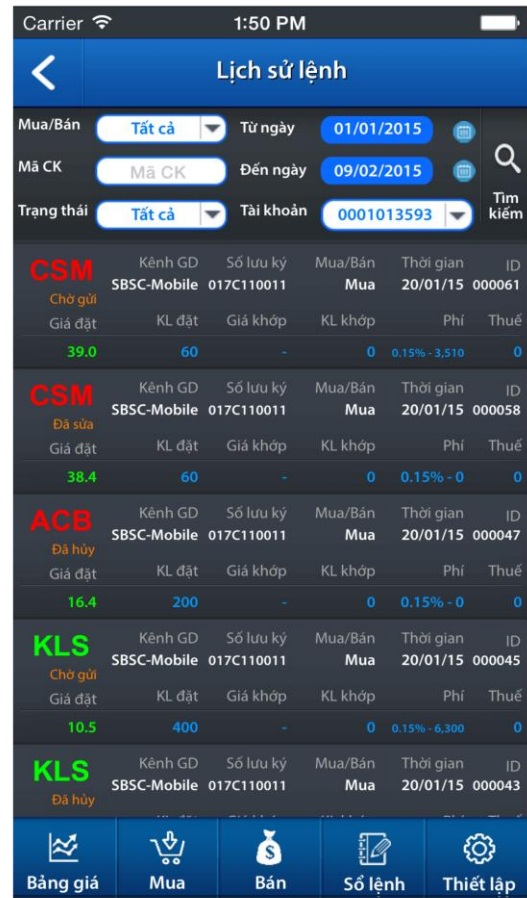 Carrier 1:50 PM
Lịch sử lệnh
Mua/Bán Tất cả Từ ngày 01/01/2015
Mã CK Mã CK Đến ngày 09/02/2015
Trạng thái Tất cả Tài khoản 0001013593
Tìm kiếm
CSM Kênh GD Số lưu ký Mua/Bán Thời gian ID
SBSC-Mobile 017C110011 Mua 20/01/15 000061
Chờ gửi
Giá đặt KL đặt Giá khớp KL khớp Phí Thuế
39.0 60 - 0 0.15% - 3,510 0
CSM Kênh GD Số lưu ký Mua/Bán Thời gian ID
SBSC-Mobile 017C110011 Mua 20/01/15 000058
Đã sửa
Giá đặt KL đặt Giá khớp KL khớp Phí Thuế
38.4 60 - 0 0.15% - 0 0
ACB Kênh GD Số lưu ký Mua/Bán Thời gian ID
SBSC-Mobile 017C110011 Mua 20/01/15 000047
Đã hủy
Giá đặt KL đặt Giá khớp KL khớp Phí Thuế
16.4 200 - 0 0.15% - 0 0
KLS Kênh GD Số lưu ký Mua/Bán Thời gian ID
SBSC-Mobile 017C110011 Mua 20/01/15 000045
Chờ gửi
Giá đặt KL đặt Giá khớp KL khớp Phí Thuế
10.5 400 - 0 0.15% - 6,300 0
KLS Kênh GD Số lưu ký Mua/Bán Thời gian ID
SBSC-Mobile 017C110011 Mua 20/01/15 000043
Đã hủy
Bảng giá Mua Bán Sổ lệnh Thiết lập